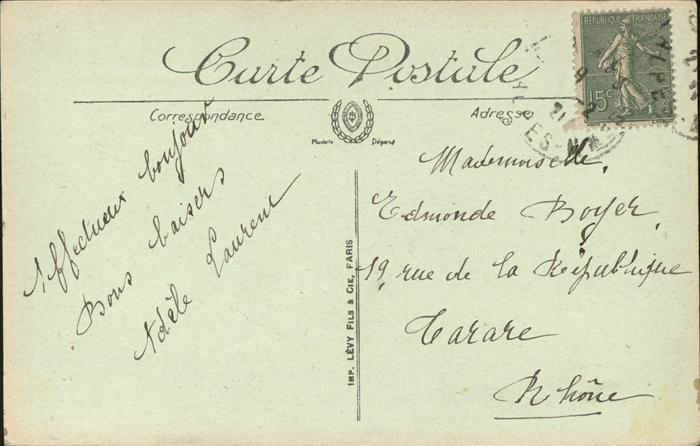 Carte Postale
Correspondance
Adresse
Modèle Déposé
RÉPUBLIQUE FRANÇAISE
15c
Affectueux bonjour
Bons baisers
Adèle Laurent
IMP. LÉVY FILS & CIE, PARIS
Mademoiselle,
Edmonde Boyer,
19, rue de la République
Tarare
Rhône